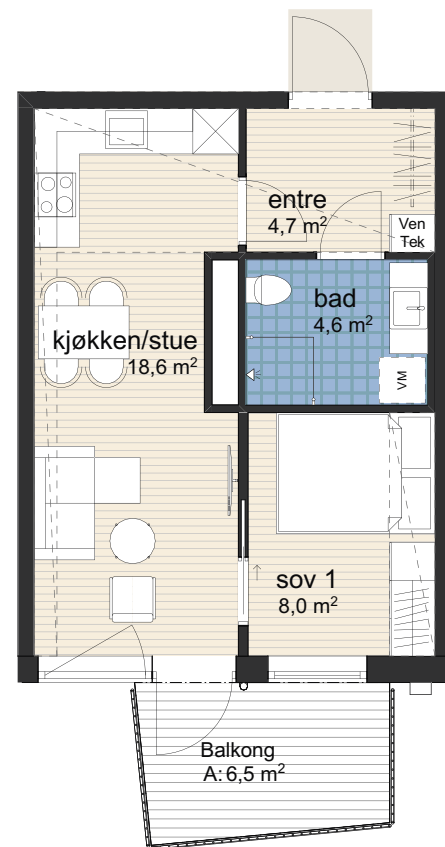 entre
4,7 m²
Ven
Tek
bad
4,6 m²
kjøkken/stue
18,6 m²
VM
sov 1
8,0 m²
Balkong
A: 6,5 m²